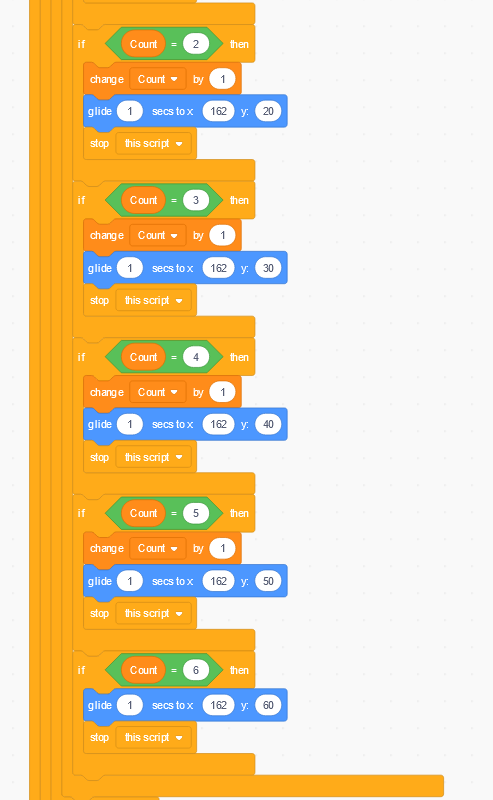 if Count = 2 then
change Count by 1
glide 1 secs to x 162 y: 20
stop this script
if Count = 3 then
change Count by 1
glide 1 secs to x 162 y: 30
stop this script
if Count = 4 then
change Count by 1
glide 1 secs to x 162 y: 40
stop this script
if Count = 5 then
change Count by 1
glide 1 secs to x 162 y: 50
stop this script
if Count = 6 then
glide 1 secs to x 162 y: 60
stop this script